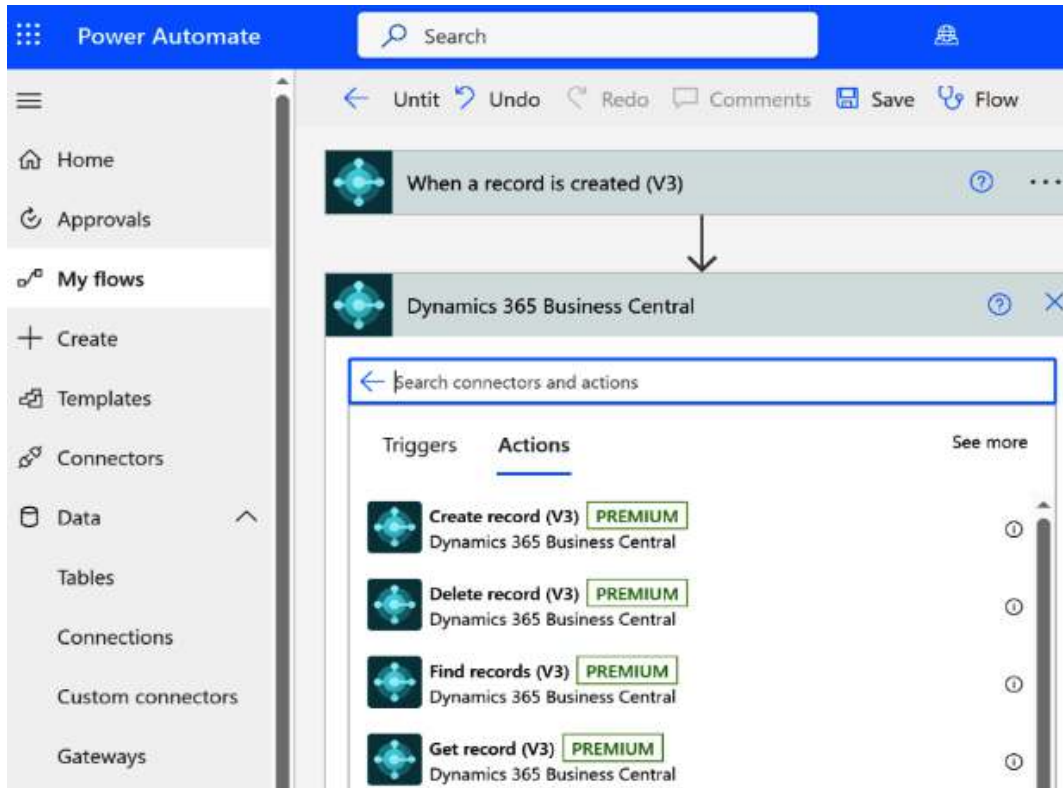 Power Automate
Search
Untit Undo Redo Comments Save Flow
Home
Approvals
My flows
Create
Templates
Connectors
Data
Tables
Connections
Custom connectors
Gateways
When a record is created (V3)
Dynamics 365 Business Central
Search connectors and actions
Triggers Actions See more
Create record (V3) PREMIUM
Dynamics 365 Business Central
Delete record (V3) PREMIUM
Dynamics 365 Business Central
Find records (V3) PREMIUM
Dynamics 365 Business Central
Get record (V3) PREMIUM
Dynamics 365 Business Central